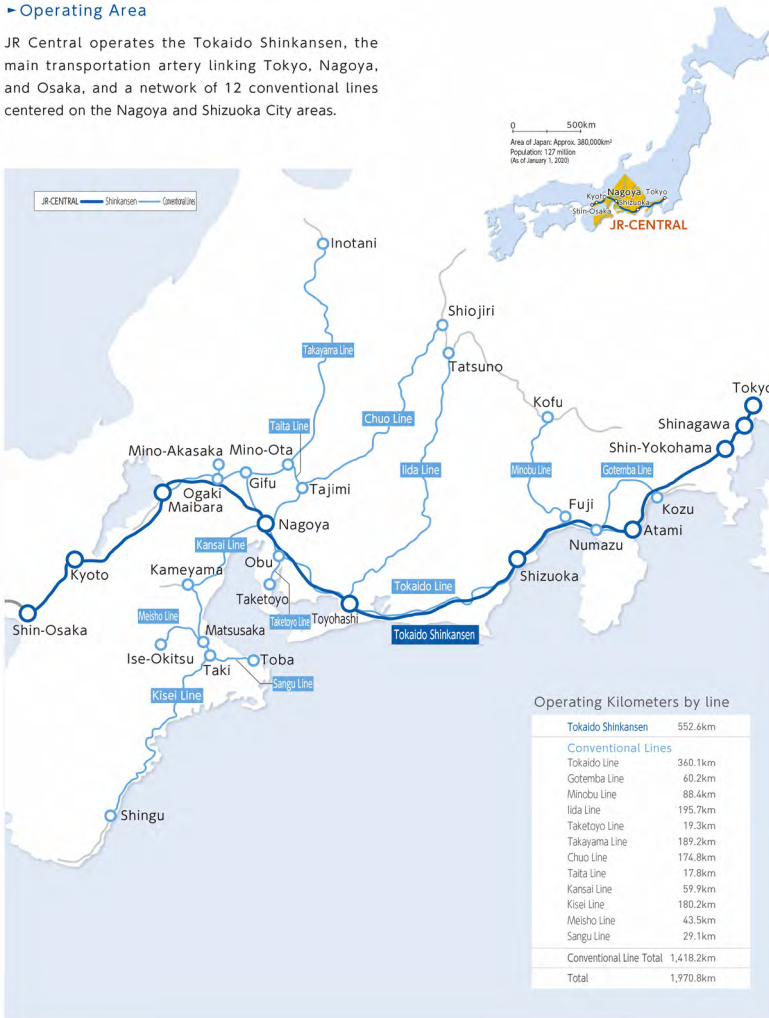 ►Operating Area
JR Central operates the Tokaido Shinkansen, the
main transportation artery linking Tokyo, Nagoya,
and Osaka, and a network of 12 conventional lines
centered on the Nagoya and Shizuoka City areas.
0 500km
Area of Japan: Approx. 380,000km²
Population: 127 million
(As of January 1, 2020)
Kyoto Nagoya Tokyo
Shizuoka
Shin-Osaka
JR-CENTRAL
JR-CENTRAL Shinkansen Conventional Lines
Inotani
Shiojiri
Takayama Line
Tatsuno
Tokyo
Kofu
Chuo Line
Taita Line
Shinagawa
Mino-Akasaka Mino-Ota
Shin-Yokohama
Iida Line
Minobu Line
Gotemba Line
Gifu
Tajimi
Ogaki
Maibara
Fuji
Kozu
Nagoya
Atami
Numazu
Kansai Line
Obu
Kyoto
Kameyama
Shizuoka
Tokaido Line
Taketoyo
Meisho Line
Taketoyo Line
Toyohashi
Shin-Osaka
Matsusaka
Tokaido Shinkansen
Ise-Okitsu
Taki
Toba
Sangu Line
Kisei Line
Shingu
Operating Kilometers by line
Tokaido Shinkansen 552.6km
Conventional Lines
Tokaido Line 360.1km
Gotemba Line 60.2km
Minobu Line 88.4km
Iida Line 195.7km
Taketoyo Line 19.3km
Takayama Line 189.2km
Chuo Line 174.8km
Taita Line 17.8km
Kansai Line 59.9km
Kisei Line 180.2km
Meisho Line 43.5km
Sangu Line 29.1km
Conventional Line Total 1,418.2km
Total 1,970.8km